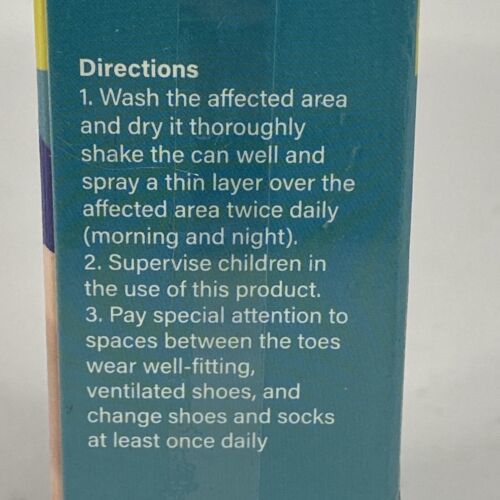 Directions
1. Wash the affected area
and dry it thoroughly
shake the can well and
spray a thin layer over the
affected area twice daily
(morning and night).
2. Supervise children in
the use of this product.
3. Pay special attention to
spaces between the toes
wear well-fitting,
ventilated shoes, and
change shoes and socks
at least once daily